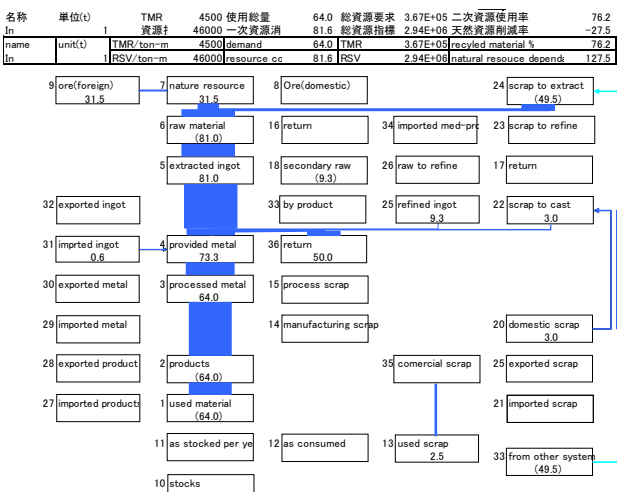 名称 単位(t) TMR 4500 使用総量 64.0 総資源要求 3.67E+05 二次資源使用率 76.2
In 1 資源指 46000 一次資源消 81.6 総資源指標 2.94E+06 天然資源削減率 -27.5
name unit(t) TMR/ton-m 4500 demand 64.0 TMR 3.67E+05 recyled material % 76.2
In 1 RSV/ton-m 46000 resource cc 81.6 RSV 2.94E+06 natural resouce depend 127.5
9 ore(foreign) 7 nature resource 8 Ore(domestic) 24 scrap to extract
31.5 31.5 (49.5)
6 raw material 16 return 34 imported med-pro 23 scrap to refine
(81.0)
5 extracted ingot 18 secondary raw 26 raw to refine 17 return
81.0 (9.3)
32 exported ingot 33 by product 25 refined ingot 22 scrap to cast
9.3 3.0
31 imprted ingot 4 provided metal 36 return
0.6 73.3 50.0
30 exported metal 3 processed metal 15 process scrap
64.0
29 imported metal 14 manufacturing scrap 20 domestic scrap
3.0
28 exported product 2 products 35 comercial scrap 25 exported scrap
(64.0)
27 imported products 1 used material 21 imported scrap
(64.0)
11 as stocked per ye 12 as consumed 13 used scrap 33 from other system
2.5 (49.5)
10 stocks